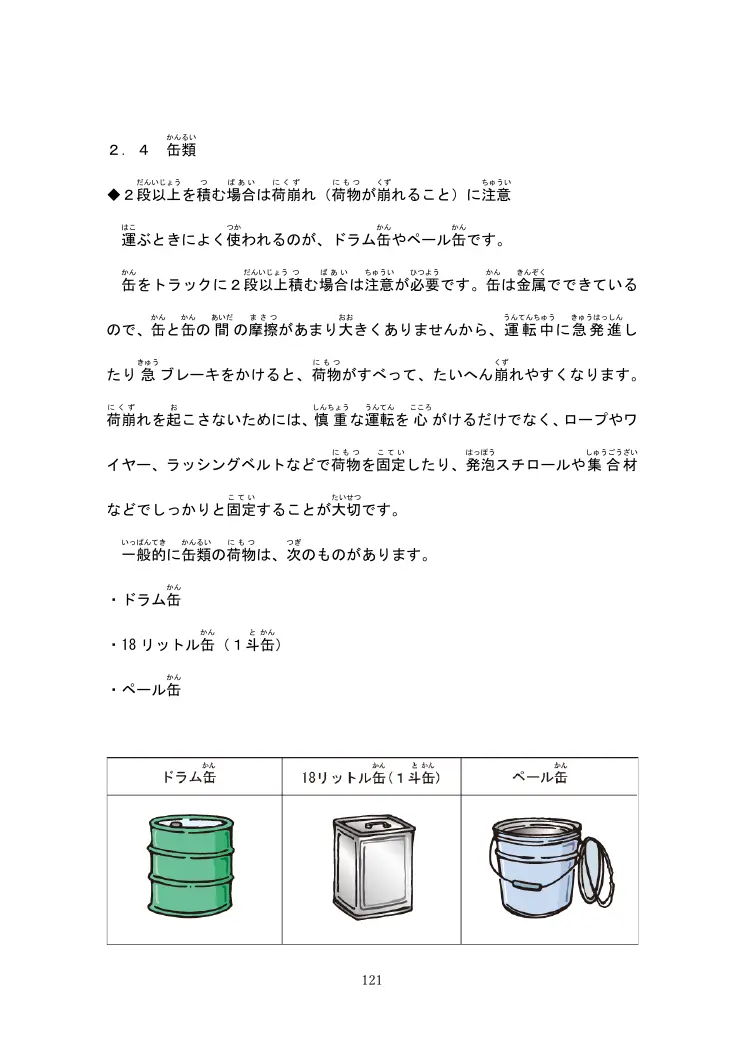 ２．４　缶類
◆２段以上を積む場合は荷崩れ（荷物が崩れること）に注意
運ぶときによく使われるのが、ドラム缶やペール缶です。
缶をトラックに２段以上積む場合は注意が必要です。缶は金属でできている
ので、缶と缶の間の摩擦があまり大きくありませんから、運転中に急発進し
たり急ブレーキをかけると、荷物がすべって、たいへん崩れやすくなります。
荷崩れを起こさないためには、慎重な運転を心がけるだけでなく、ロープやワ
イヤー、ラッシングベルトなどで荷物を固定したり、発泡スチロールや集合材
などでしっかりと固定することが大切です。
一般的に缶類の荷物は、次のものがあります。
・ドラム缶
・18リットル缶（１斗缶）
・ペール缶
ドラム缶　18リットル缶（１斗缶）　ペール缶
121